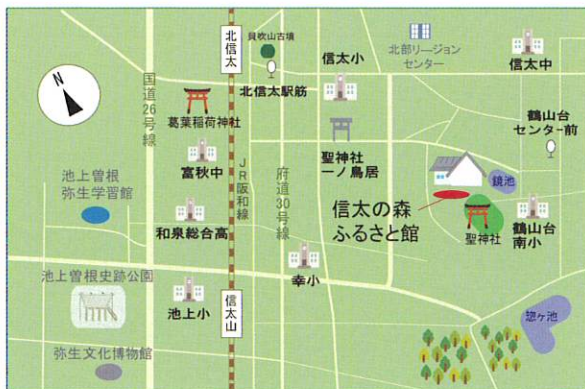 北信太
貝吹山古墳
北信太駅筋
北部リージョン
センター
信太小
信太中
N
国道26号線
葛葉稲荷神社
鶴山台
センター前
聖神社
一ノ鳥居
富秋中
JR阪和線
府道30号線
鏡池
池上曽根
弥生学習館
信太の森
ふるさと館
聖神社
鶴山台
南小
和泉総合高
幸小
池上曽根史跡公園
池上小
信太山
惣ヶ池
弥生文化博物館